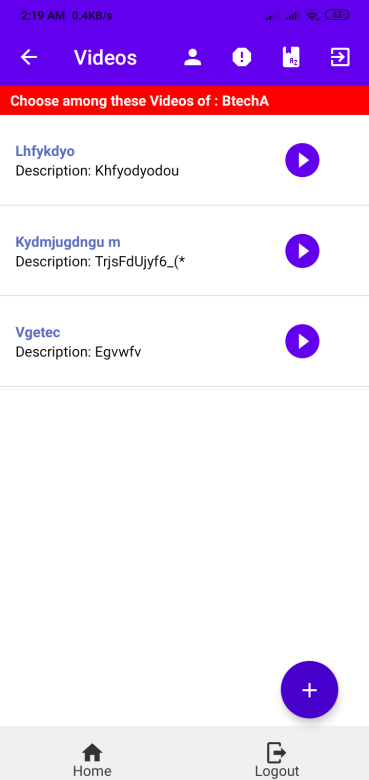 2:19 AM 0.4KB/s 43
Videos
Choose among these Videos of : BtechA
Lhfykdyo
Description: Khfyodyodou
Kydmjugdngu m
Description: TrjsFdUjyf6_(*
Vgetec
Description: Egvwfv
Home
Logout